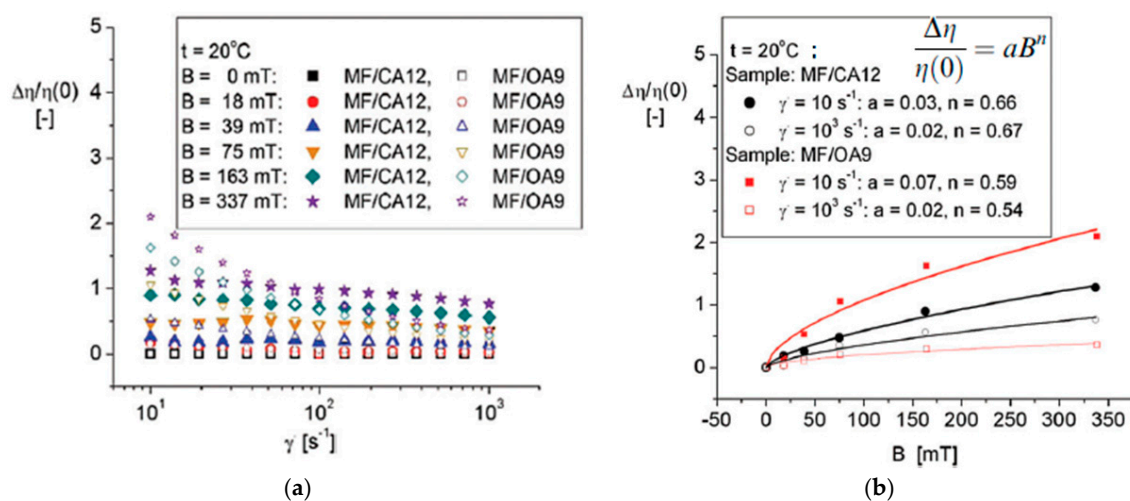 5
4
3
2
1
0
Δη/η(0)
[-]
t = 20°C
B = 0 mT: MF/CA12, MF/OA9
B = 18 mT: MF/CA12, MF/OA9
B = 39 mT: MF/CA12, MF/OA9
B = 75 mT: MF/CA12, MF/OA9
B = 163 mT: MF/CA12, MF/OA9
B = 337 mT: MF/CA12, MF/OA9
10¹ 10² 10³
γ˙ [s⁻¹]
(a)
5
4
3
2
1
0
Δη/η(0)
[-]
t = 20°C ; Δη/η(0) = aBⁿ
Sample: MF/CA12
γ˙ = 10 s⁻¹: a = 0.03, n = 0.66
γ˙ = 10³ s⁻¹: a = 0.02, n = 0.67
Sample: MF/OA9
γ˙ = 10 s⁻¹: a = 0.07, n = 0.59
γ˙ = 10³ s⁻¹: a = 0.02, n = 0.54
-50 0 50 100 150 200 250 300 350
B [mT]
(b)